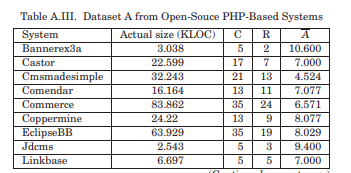 Table A.III. Dataset A from Open-Souce PHP-Based Systems
System Actual size (KLOC) C R A
Bannerex3a 3.038 5 2 10.600
Castor 22.599 17 7 7.000
Cmsmadesimple 32.243 21 13 4.524
Comendar 16.164 13 11 7.077
Commerce 83.862 35 24 6.571
Coppermine 24.22 13 9 8.077
EclipseBB 63.929 35 19 8.029
Jdcms 2.543 5 3 9.400
Linkbase 6.697 5 5 7.000